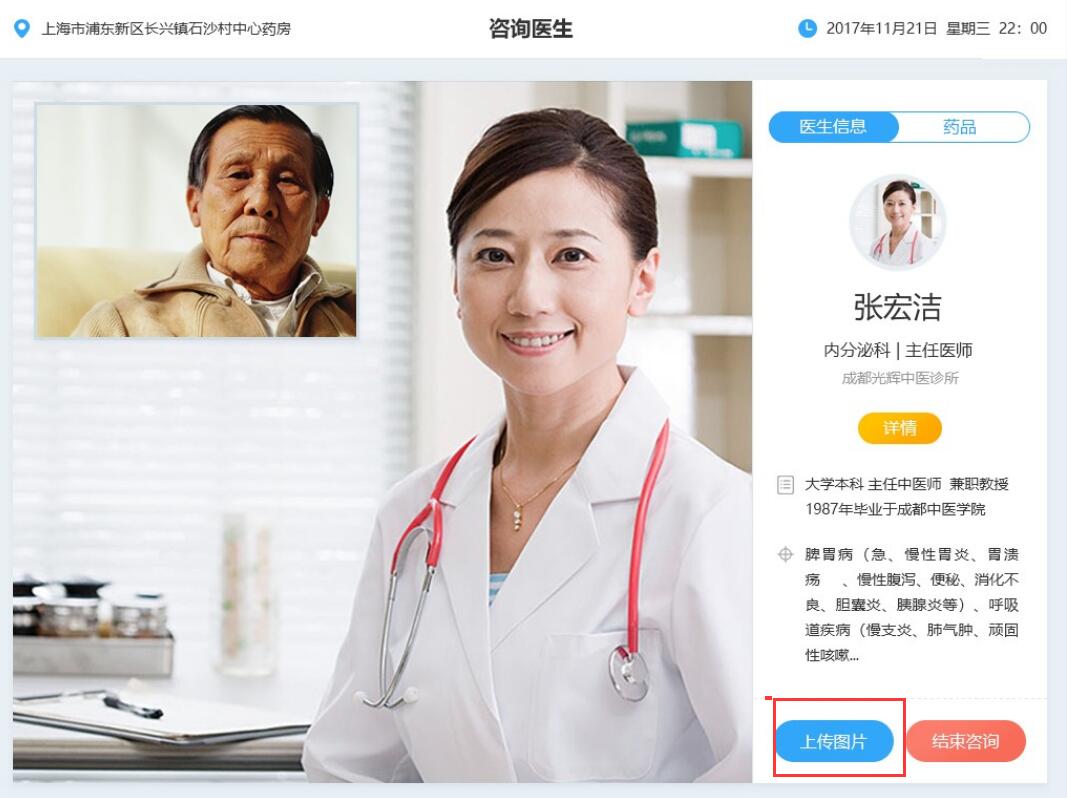 上海市浦东新区长兴镇石沙村中心药房
咨询医生
2017年11月21日 星期三 22：00
医生信息
药品
张宏洁
内分泌科 | 主任医师
成都光辉中医诊所
详情
大学本科 主任中医师 兼职教授
1987年毕业于成都中医学院
脾胃病（急、慢性胃炎、胃溃
疡 、慢性腹泻、便秘、消化不
良、胆囊炎、胰腺炎等）、呼吸
道疾病（慢支炎、肺气肿、顽固
性咳嗽...
上传图片
结束咨询